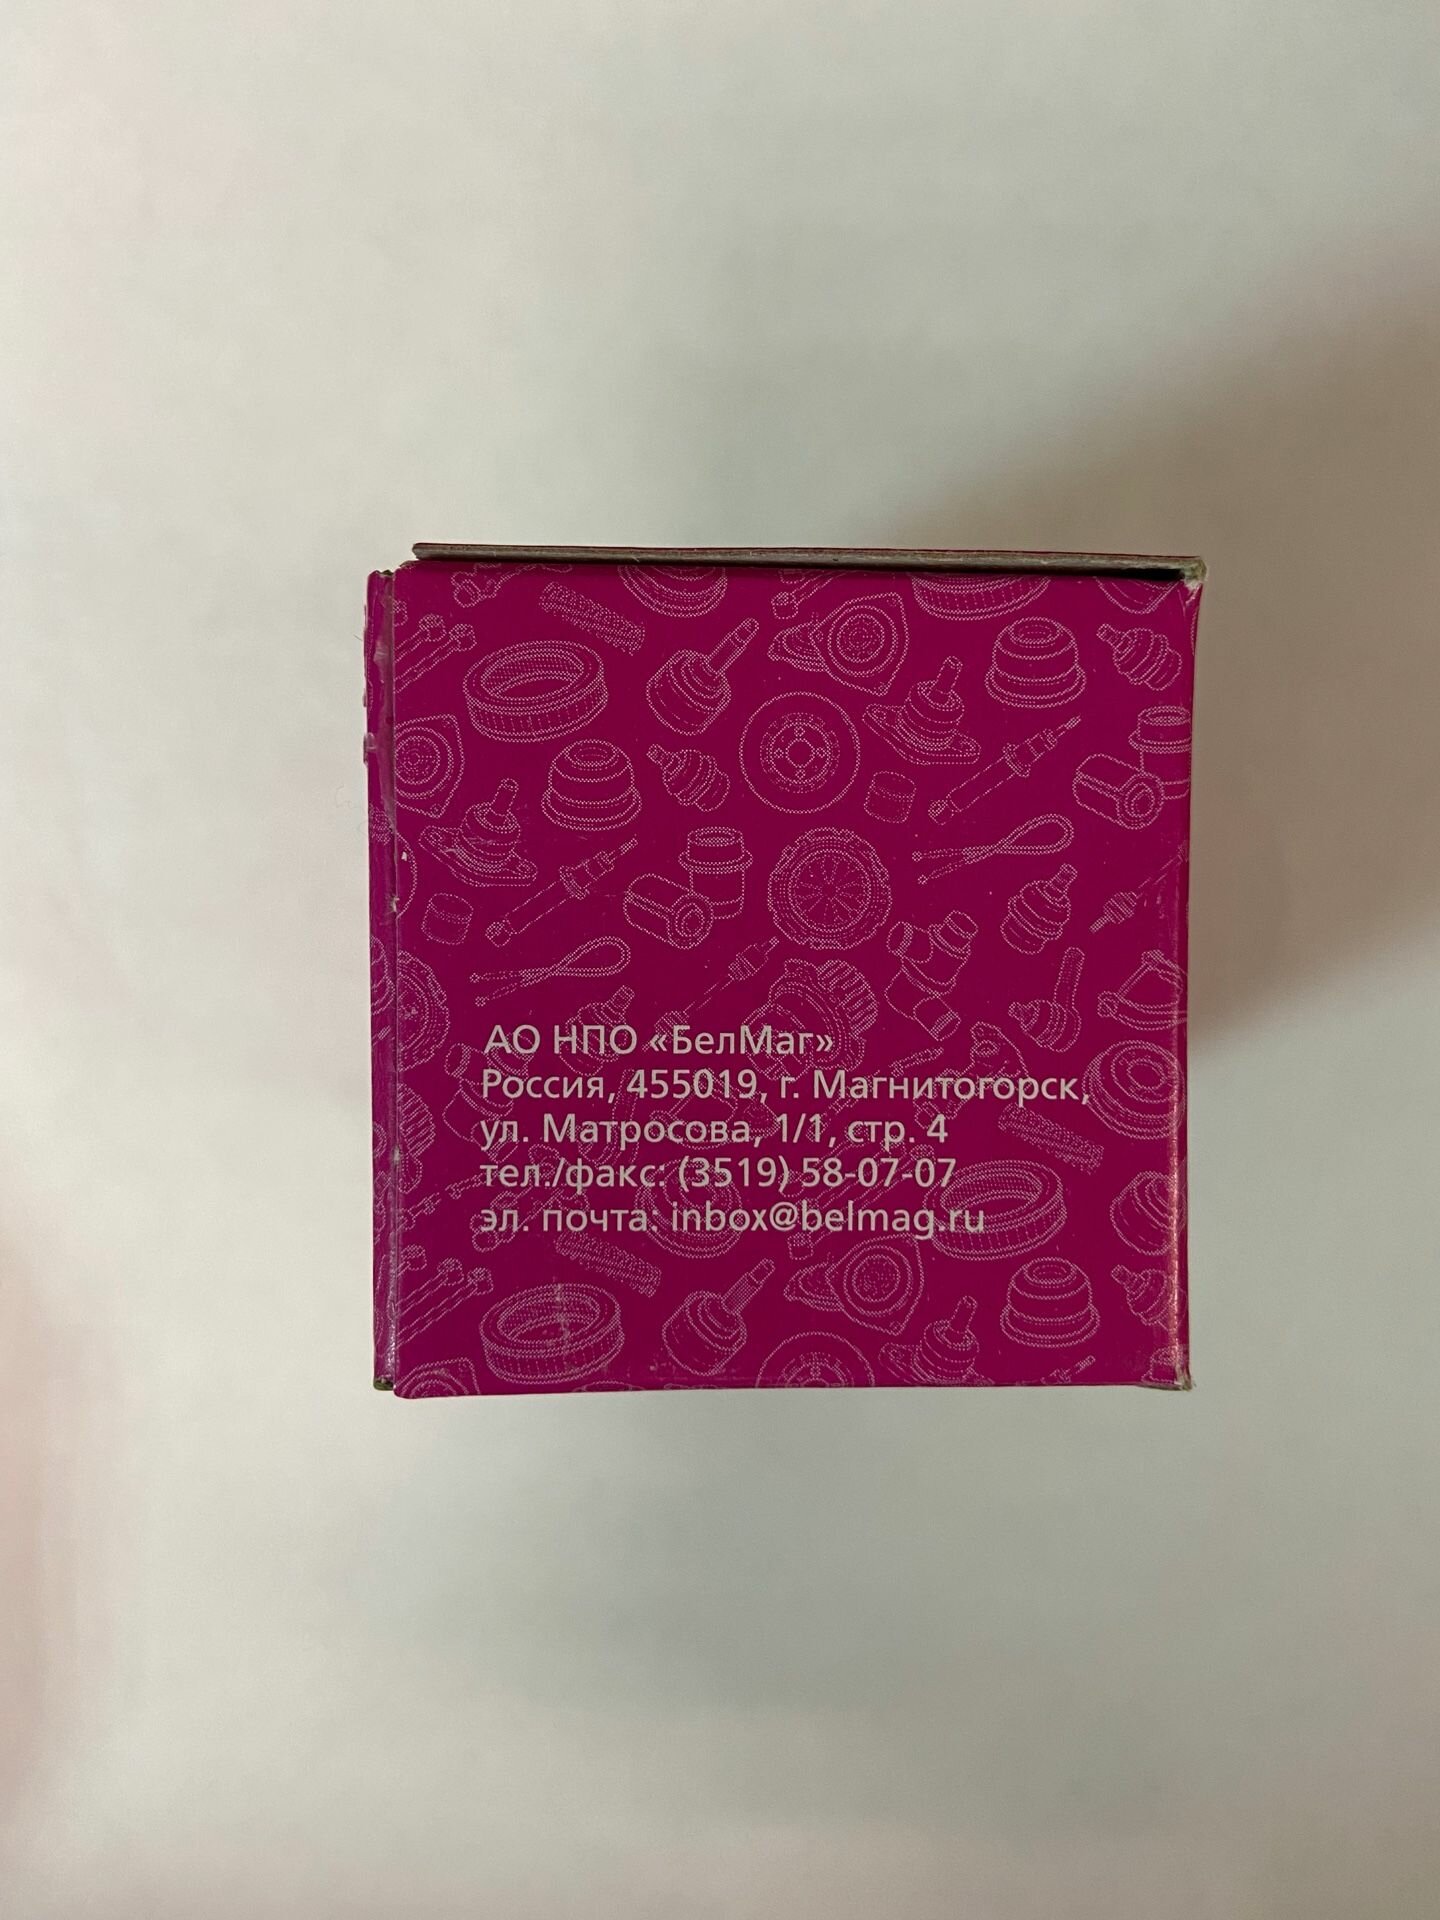 АО НПО «БелМаг»
Россия, 455019, г. Магнитогорск,
ул. Матросова, 1/1, стр. 4
тел./факс: (3519) 58-07-07
эл. почта: inbox@belmag.ru